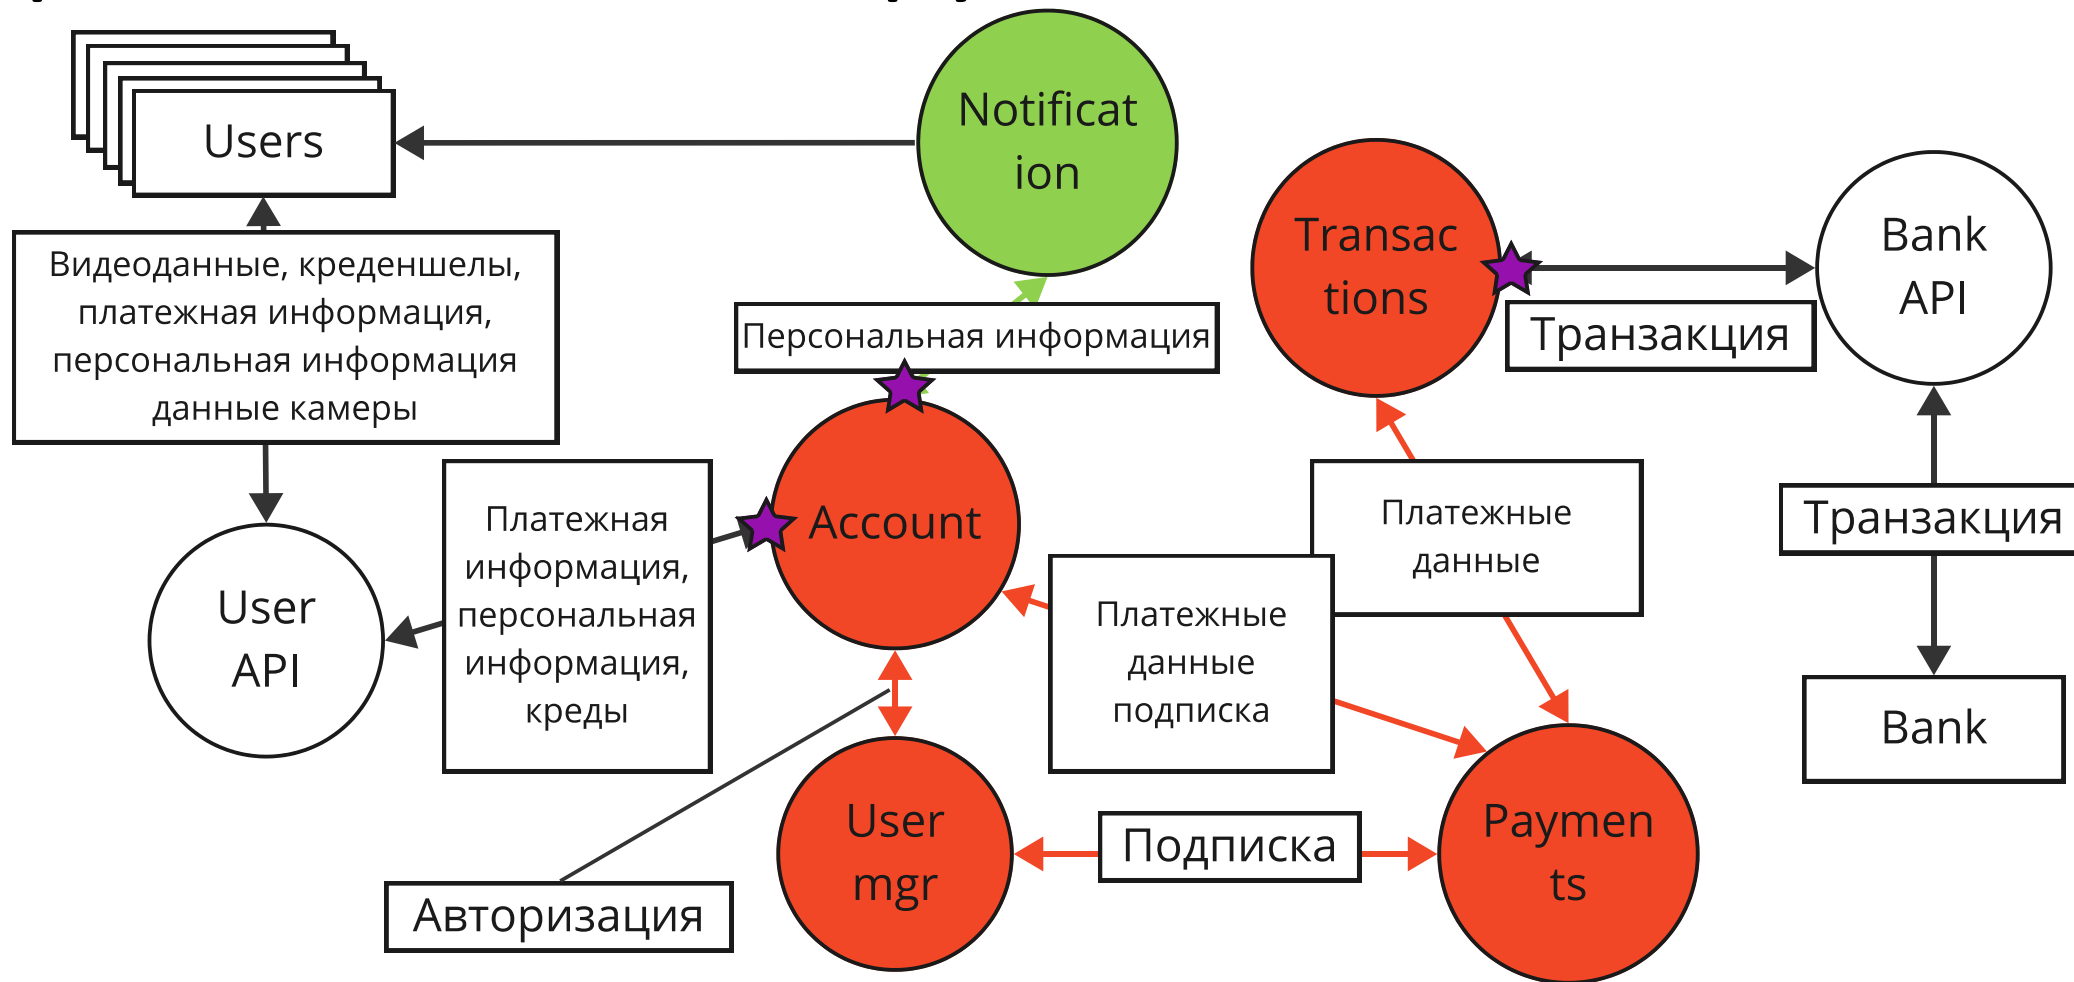 Notificat
ion
Users
Transac
tions
Bank
API
Видеоданные, креденшелы,
платежная информация,
персональная информация
данные камеры
Персональная информация
Транзакция
Платежная
информация,
персональная
информация,
креды
Account
Платежные
данные
Транзакция
User
API
Платежные
данные
подписка
Bank
User
mgr
Подписка
Paymen
ts
Авторизация